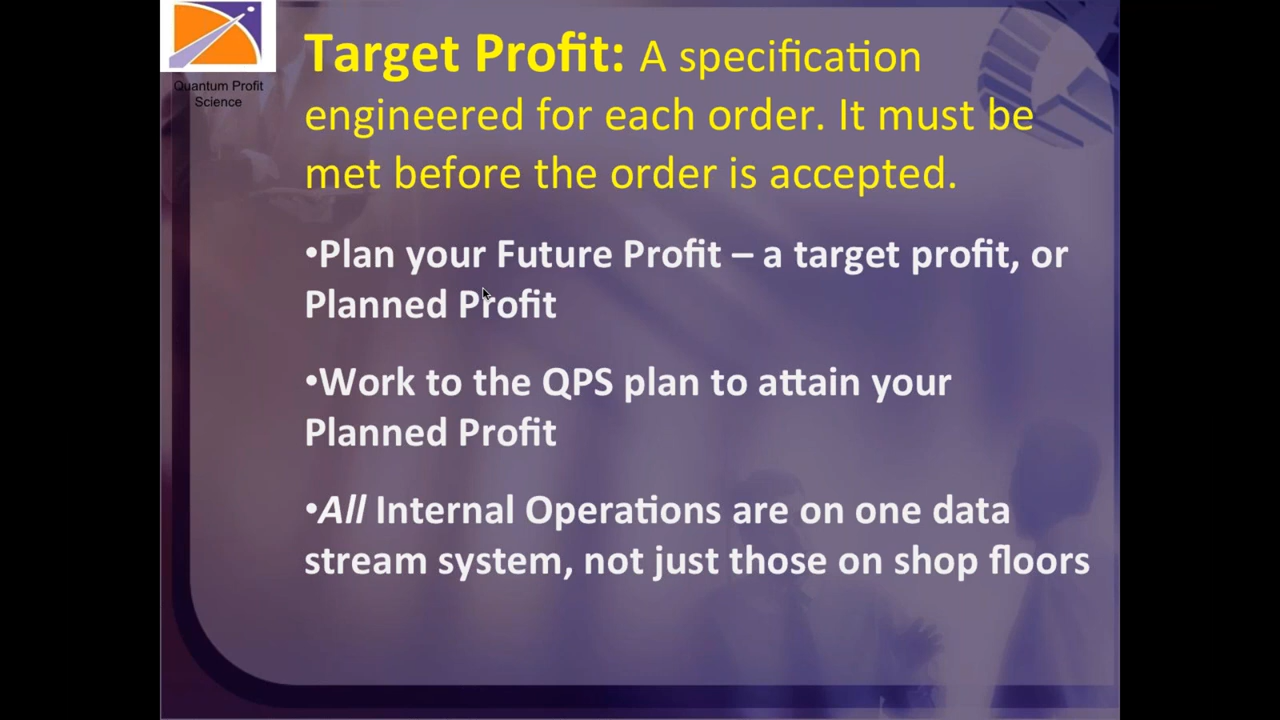 Quantum Profit
Science
Target Profit: A specification
engineered for each order. It must be
met before the order is accepted.
•Plan your Future Profit – a target profit, or
Planned Profit
•Work to the QPS plan to attain your
Planned Profit
•All Internal Operations are on one data
stream system, not just those on shop floors